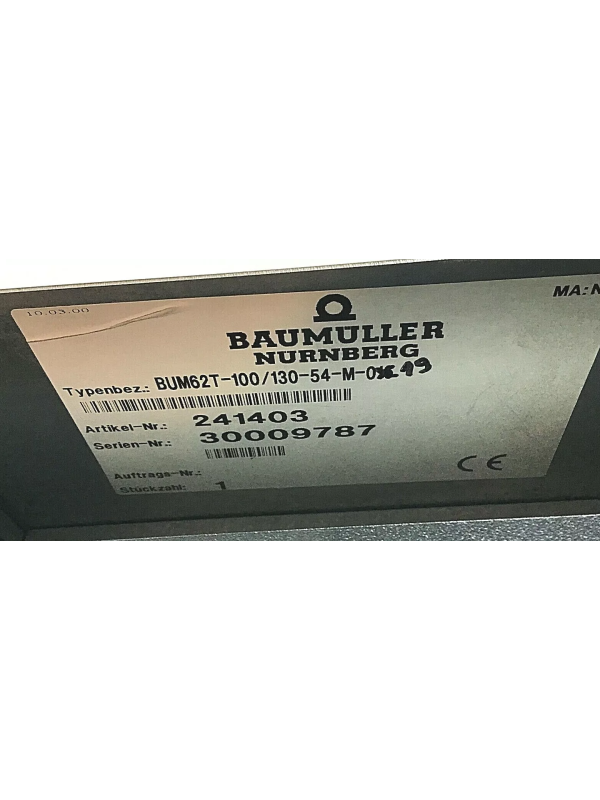 10.03.00
MA:N
BAUMULLER
NURNBERG
Typenbez.: BUM62T-100/130-54-M-0
Artikel-Nr.: 241403
Serien-Nr.: 30009787
Auftrags-Nr.:
Stückzahl: 1
CE